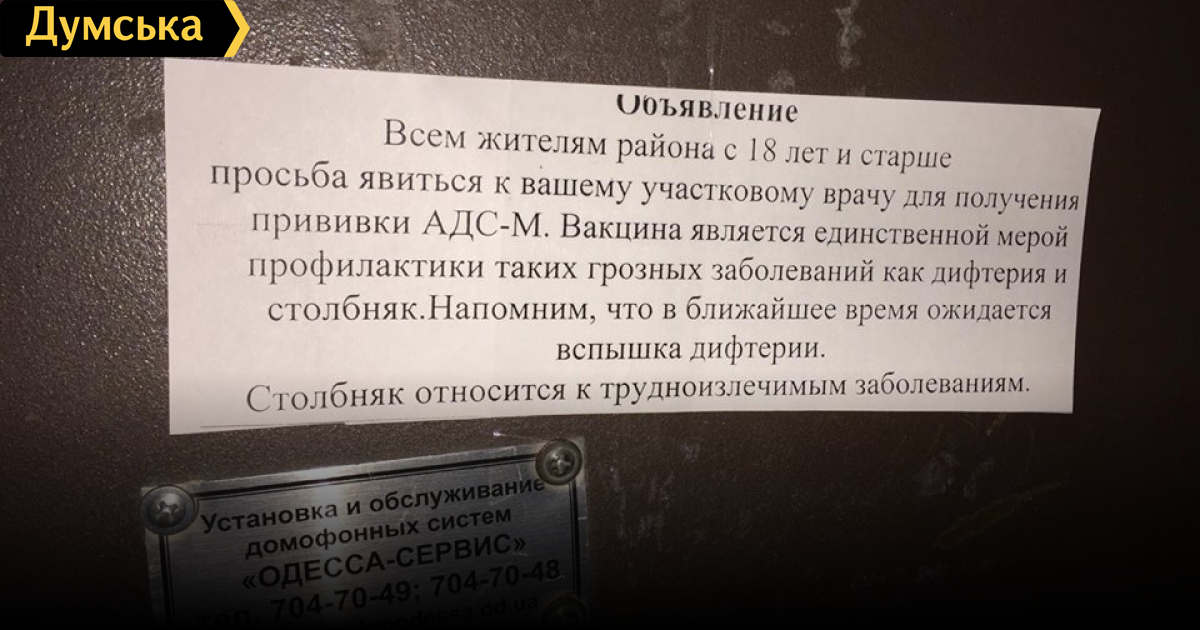 Думська
Объявление
Всем жителям района с 18 лет и старше
просьба явиться к вашему участковому врачу для получения
прививки АДС-М. Вакцина является единственной мерой
профилактики таких грозных заболеваний как дифтерия и
столбняк.Напомним, что в ближайшее время ожидается
вспышка дифтерии.
Столбняк относится к трудноизлечимым заболеваниям.
Установка и обслуживание
домофонных систем
«ОДЕССА-СЕРВИС»
тел. 704-70-49; 704-70-48